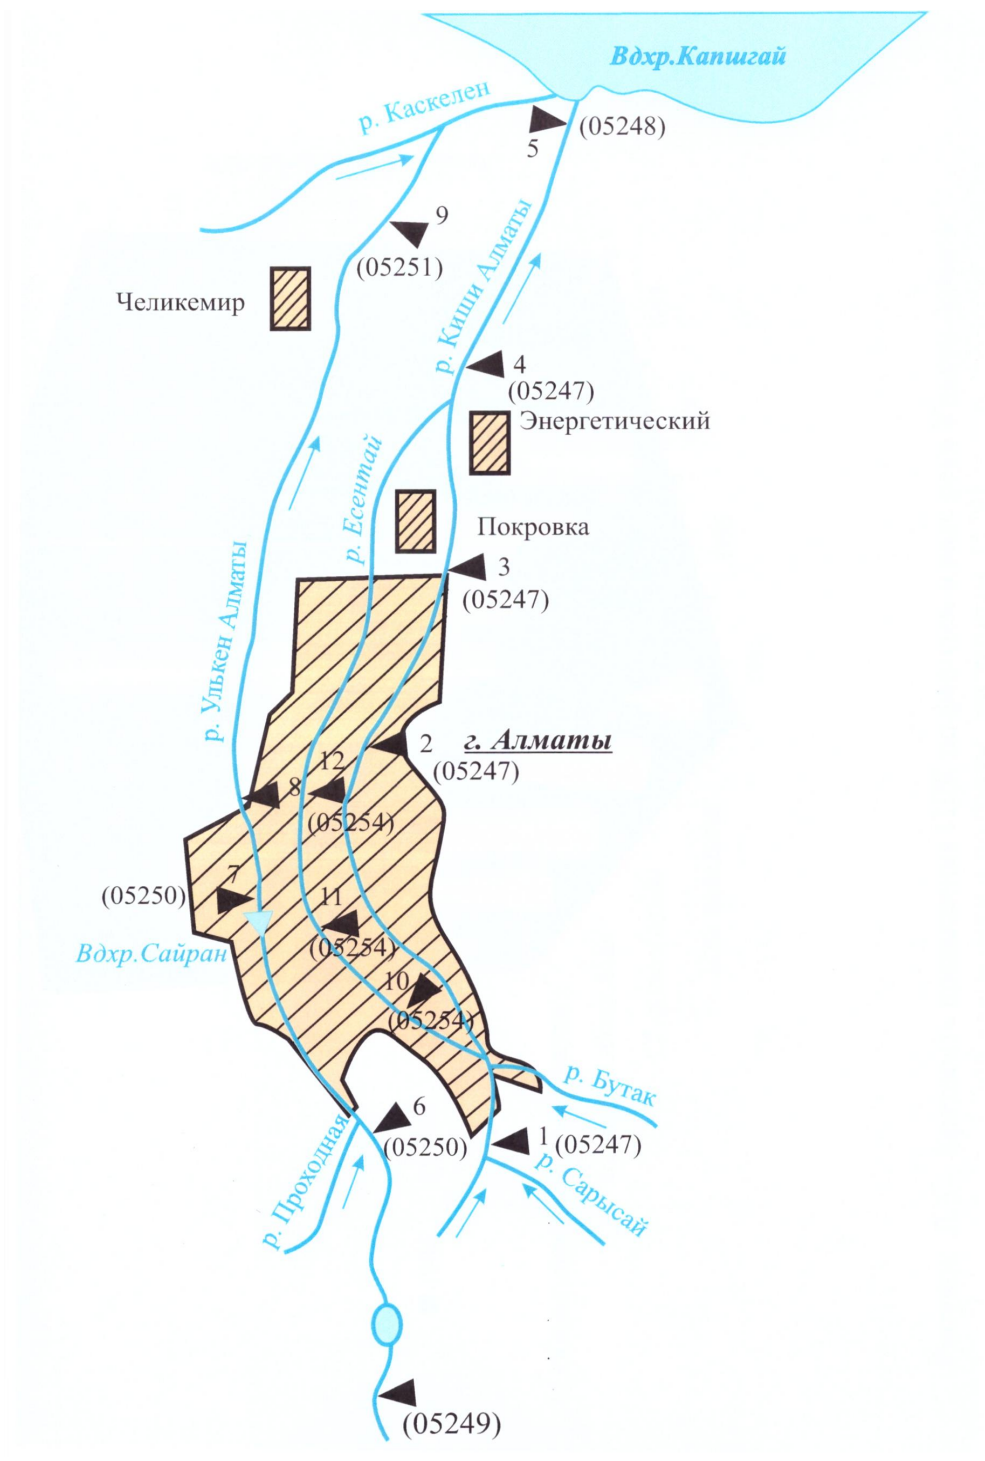 Вдхр.Капшгай
р. Каскелен
(05248)
5
9
(05251)
р. Киши Алматы
Челикемир
4
(05247)
Энергетический
р. Есентай
Покровка
3
(05247)
р. Улькен Алматы
2
г. Алматы
(05247)
12
8
(05254)
7
(05250)
11
(05254)
Вдхр.Сайран
10
(05254)
р. Бутак
6
(05250)
1 (05247)
р. Проходная
р. Сарысай
(05249)